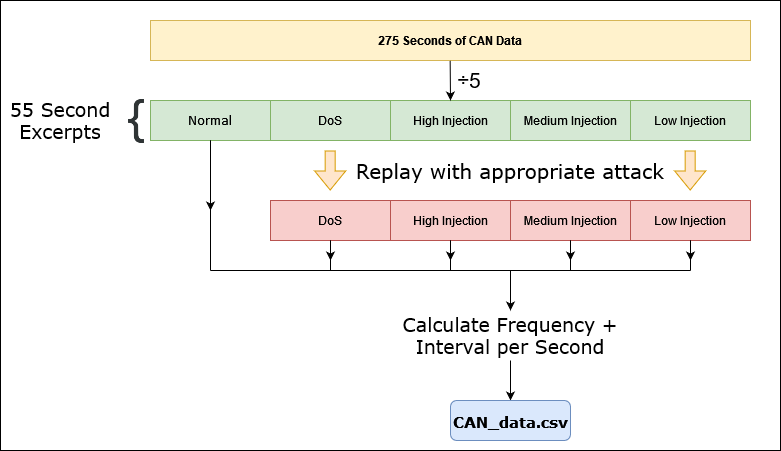 275 Seconds of CAN Data
÷5
55 Second
Excerpts
{
Normal
DoS
High Injection
Medium Injection
Low Injection
Replay with appropriate attack
DoS
High Injection
Medium Injection
Low Injection
Calculate Frequency +
Interval per Second
CAN_data.csv